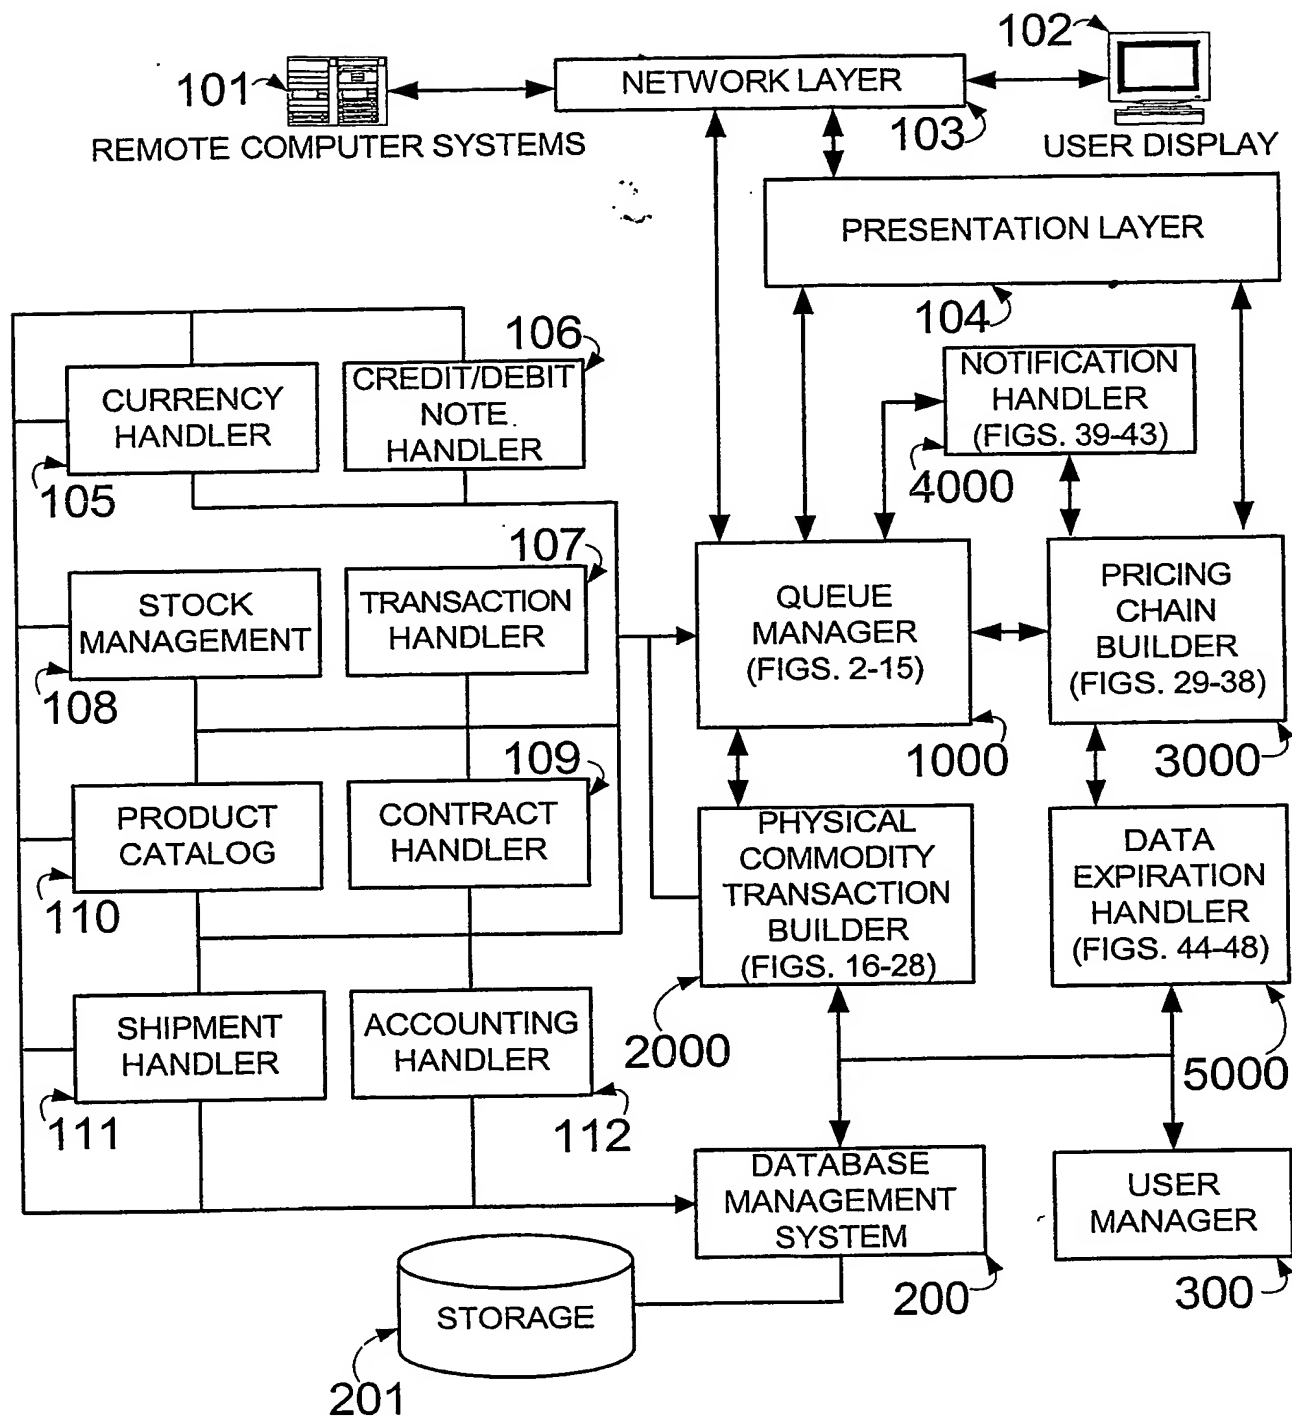 102
101
NETWORK LAYER
103
REMOTE COMPUTER SYSTEMS
USER DISPLAY
PRESENTATION LAYER
104
106
CURRENCY
HANDLER
105
CREDIT/DEBIT
NOTE
HANDLER
NOTIFICATION
HANDLER
(FIGS. 39-43)
4000
107
STOCK
MANAGEMENT
108
TRANSACTION
HANDLER
QUEUE
MANAGER
(FIGS. 2-15)
1000
PRICING
CHAIN
BUILDER
(FIGS. 29-38)
3000
109
PRODUCT
CATALOG
110
CONTRACT
HANDLER
PHYSICAL
COMMODITY
TRANSACTION
BUILDER
(FIGS. 16-28)
2000
DATA
EXPIRATION
HANDLER
(FIGS. 44-48)
5000
SHIPMENT
HANDLER
111
ACCOUNTING
HANDLER
112
DATABASE
MANAGEMENT
SYSTEM
200
USER
MANAGER
300
STORAGE
201